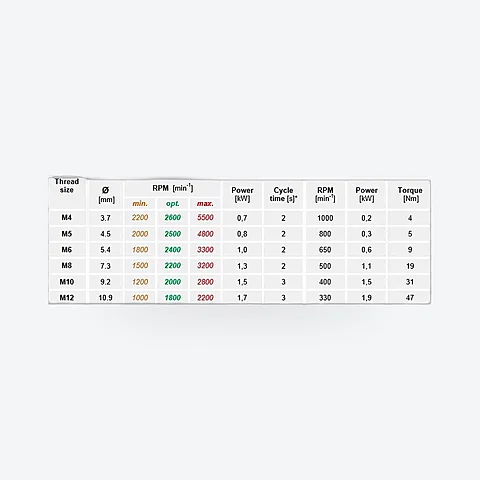 Thread size Ø [mm] RPM [min-1] Power [kW] Cycle time [s]* RPM [min-1] Power [kW] Torque [Nm]
min. opt. max.
M4 3.7 2200 2600 5500 0,7 2 1000 0,2 4
M5 4.5 2000 2500 4800 0,8 2 800 0,3 5
M6 5.4 1800 2400 3300 1,0 2 650 0,6 9
M8 7.3 1500 2200 3200 1,3 2 500 1,1 19
M10 9.2 1200 2000 2800 1,5 3 400 1,5 31
M12 10.9 1000 1800 2200 1,7 3 330 1,9 47